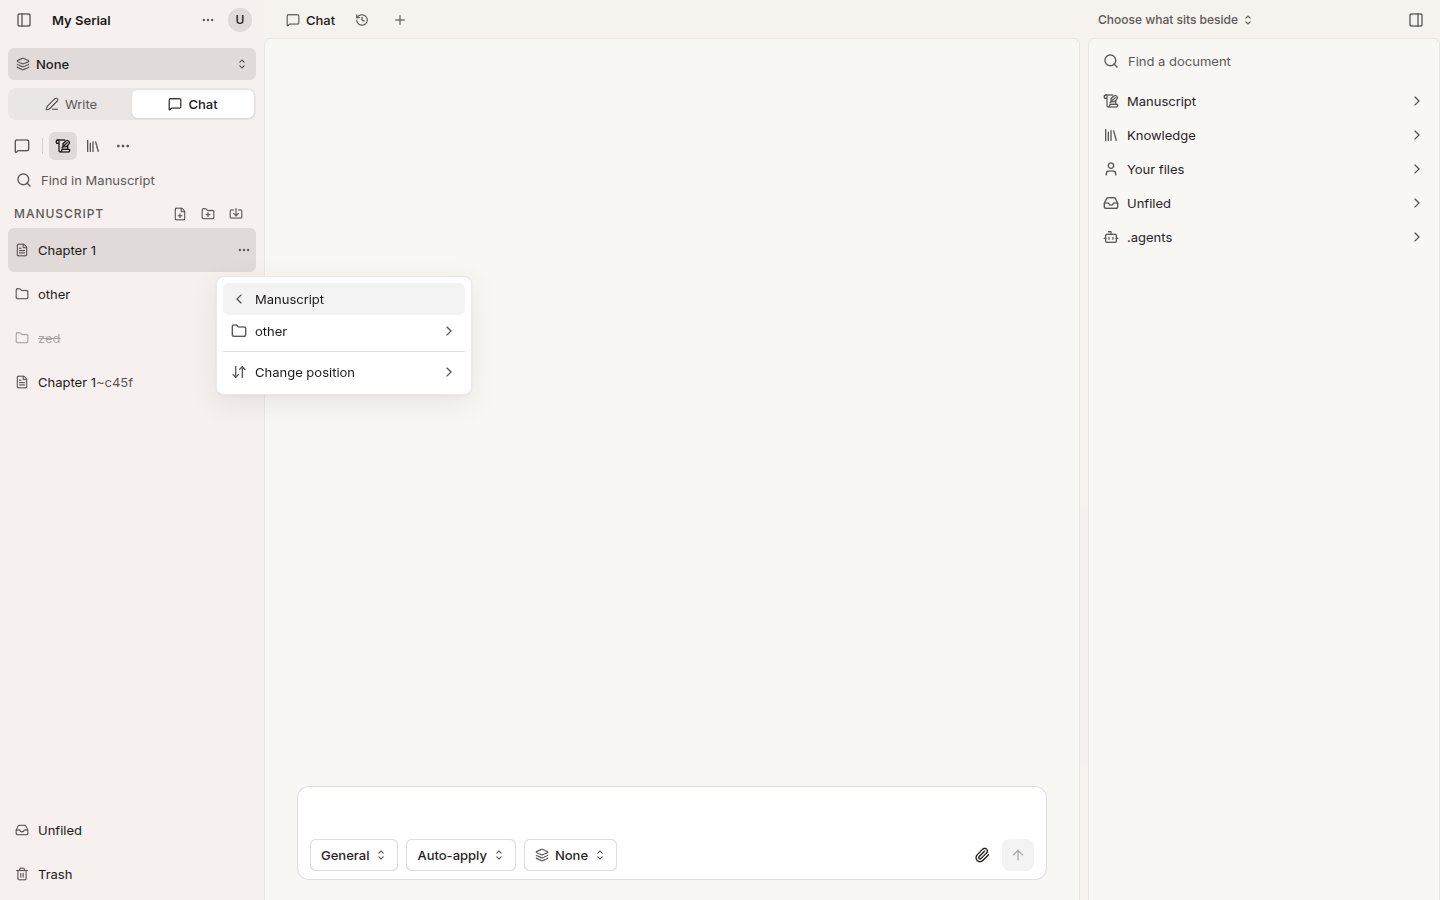 My Serial
U
None
Write
Chat
Find in Manuscript
MANUSCRIPT
Chapter 1
other
zed
Chapter 1~c45f
Unfiled
Trash
Chat
Manuscript
other
Change position
General
Auto-apply
None
Choose what sits beside
Find a document
Manuscript
Knowledge
Your files
Unfiled
.agents